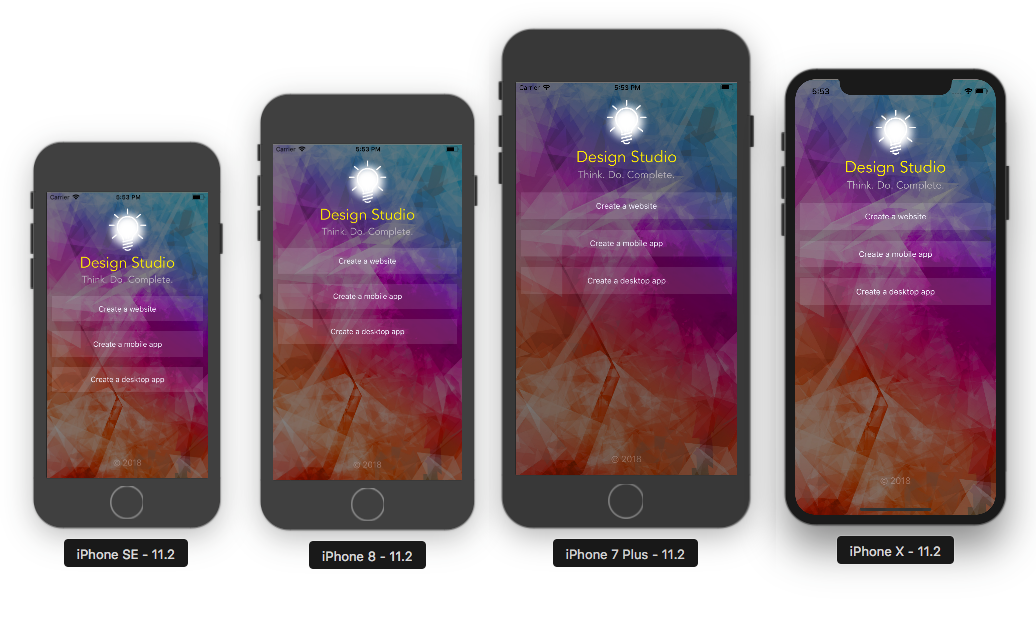 Carrier 5:53 PM
Design Studio
Think. Do. Complete.
Create a website
Create a mobile app
Create a desktop app
© 2018
iPhone SE - 11.2
Carrier 5:53 PM
Design Studio
Think. Do. Complete.
Create a website
Create a mobile app
Create a desktop app
© 2018
iPhone 8 - 11.2
Carrier 5:53 PM
Design Studio
Think. Do. Complete.
Create a website
Create a mobile app
Create a desktop app
© 2018
iPhone 7 Plus - 11.2
5:53
Design Studio
Think. Do. Complete.
Create a website
Create a mobile app
Create a desktop app
© 2018
iPhone X - 11.2